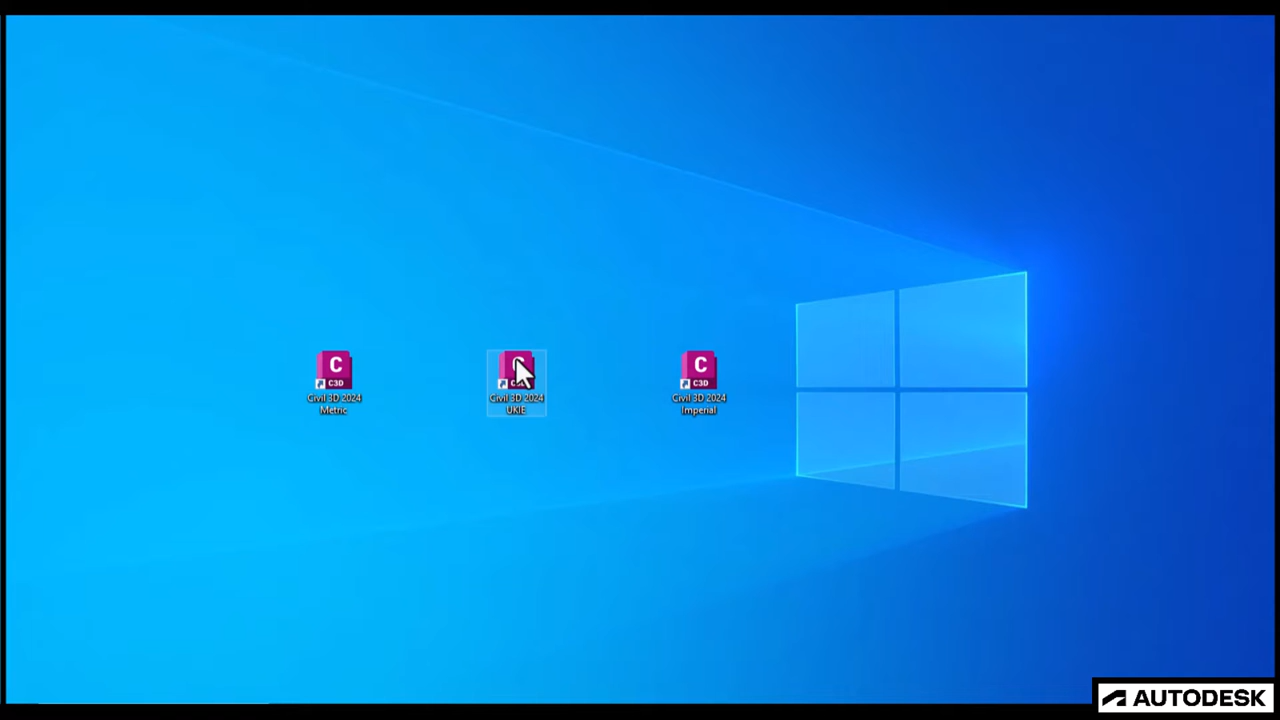 C
C3D
Civil 3D 2024
Metric
C
C3D
Civil 3D 2024
UKIE
C
C3D
Civil 3D 2024
Imperial
AUTODESK